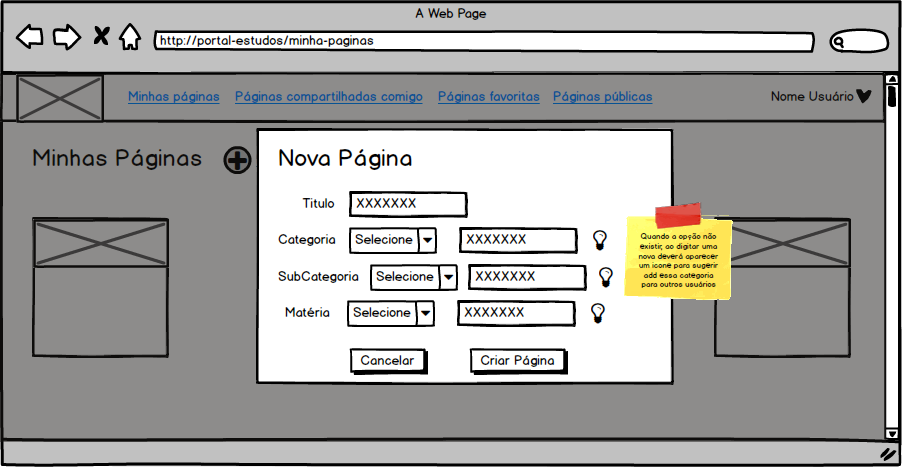 A Web Page
http://portal-estudos/minha-paginas
Minhas páginas Páginas compartilhadas comigo Páginas favoritas Páginas públicas Nome Usuário
Minhas Páginas
Nova Página
Titulo XXXXXXX
Categoria Selecione XXXXXXX
SubCategoria Selecione XXXXXXX
Matéria Selecione XXXXXXX
Cancelar Criar Página
Quando a opção não
existir, ao digitar uma
nova deverá aparecer
um icone para sugerir
add essa categoria
para outros usuários